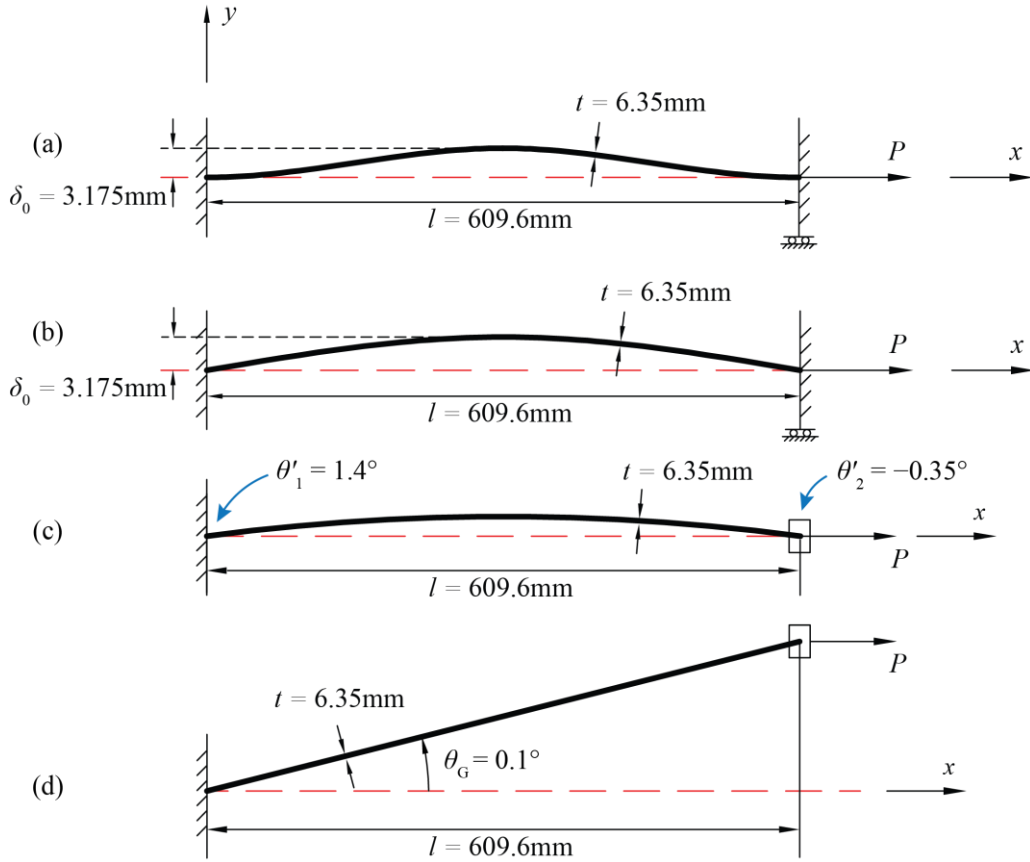 y
(a)
t = 6.35mm
P
x
δ₀ = 3.175mm
l = 609.6mm
(b)
t = 6.35mm
P
x
δ₀ = 3.175mm
l = 609.6mm
(c)
θ′₁ = 1.4°
t = 6.35mm
θ′₂ = −0.35°
x
P
l = 609.6mm
(d)
t = 6.35mm
P
θ_G = 0.1°
x
l = 609.6mm